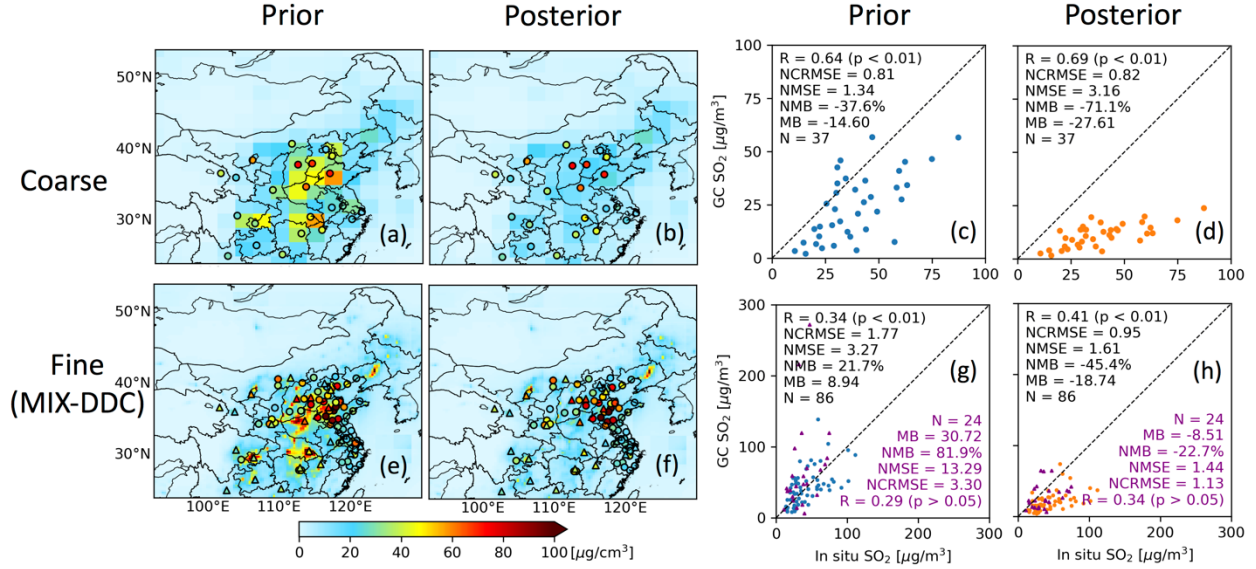 Prior
Posterior
Prior
Posterior
Coarse
Fine
(MIX-DDC)
50°N
40°N
30°N
(a)
(b)
100
75
50
25
0
GC SO₂ [μg/m³]
R = 0.64 (p < 0.01)
NCRMSE = 0.81
NMSE = 1.34
NMB = -37.6%
MB = -14.60
N = 37
(c)
0
25
50
75
100
R = 0.69 (p < 0.01)
NCRMSE = 0.82
NMSE = 3.16
NMB = -71.1%
MB = -27.61
N = 37
(d)
0
25
50
75
100
50°N
40°N
30°N
(e)
100°E
110°E
120°E
(f)
100°E
110°E
120°E
0
20
40
60
80
100
[μg/cm³]
300
200
100
0
GC SO₂ [μg/m³]
R = 0.34 (p < 0.01)
NCRMSE = 1.77
NMSE = 3.27
NMB = 21.7%
MB = 8.94
N = 86
(g)
N = 24
MB = 30.72
NMB = 81.9%
NMSE = 13.29
NCRMSE = 3.30
R = 0.29 (p > 0.05)
0
100
200
300
In situ SO₂ [μg/m³]
R = 0.41 (p < 0.01)
NCRMSE = 0.95
NMSE = 1.61
NMB = -45.4%
MB = -18.74
N = 86
(h)
N = 24
MB = -8.51
NMB = -22.7%
NMSE = 1.44
NCRMSE = 1.13
R = 0.34 (p > 0.05)
0
100
200
300
In situ SO₂ [μg/m³]